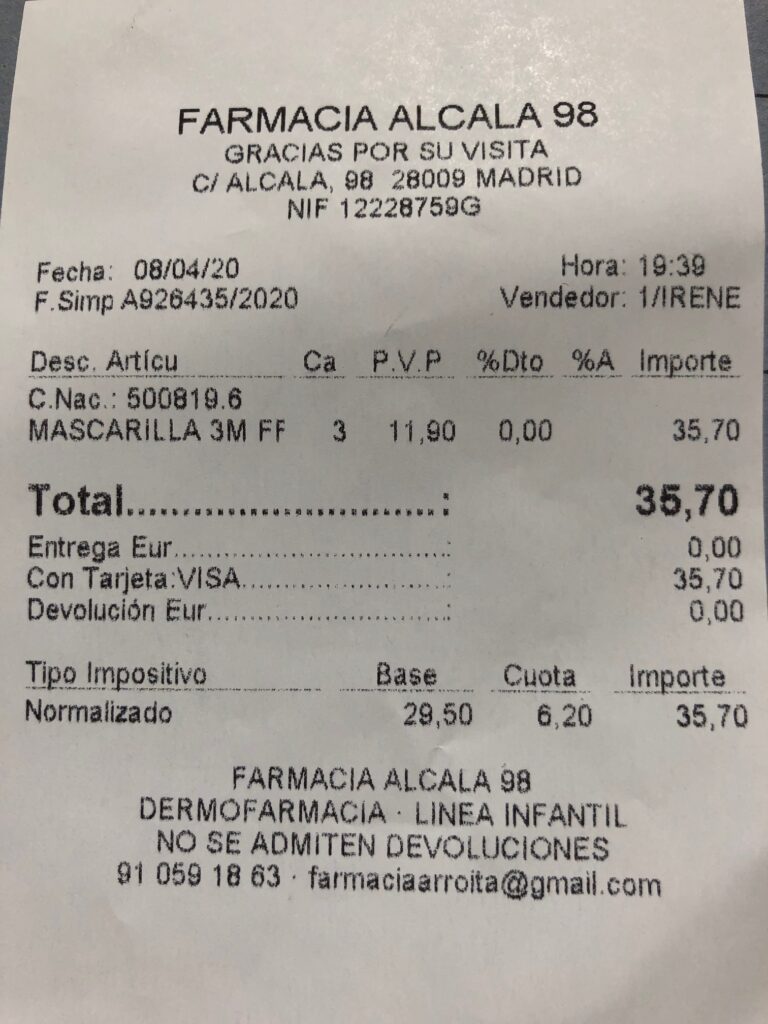 FARMACIA ALCALA 98
GRACIAS POR SU VISITA
C/ ALCALA, 98 28009 MADRID
NIF 12228759G
Fecha: 08/04/20 Hora: 19:39
F.Simp A926435/2020 Vendedor: 1/IRENE
Desc. Artícu Ca P.V.P %Dto %A Importe
C.Nac.: 500819.6
MASCARILLA 3M FF 3 11,90 0,00 35,70
Total..............................: 35,70
Entrega Eur..............................: 0,00
Con Tarjeta:VISA......................: 35,70
Devolución Eur..........................: 0,00
Tipo Impositivo Base Cuota Importe
Normalizado 29,50 6,20 35,70
FARMACIA ALCALA 98
DERMOFARMACIA · LINEA INFANTIL
NO SE ADMITEN DEVOLUCIONES
91 059 18 63 · farmaciaarroita@gmail.com